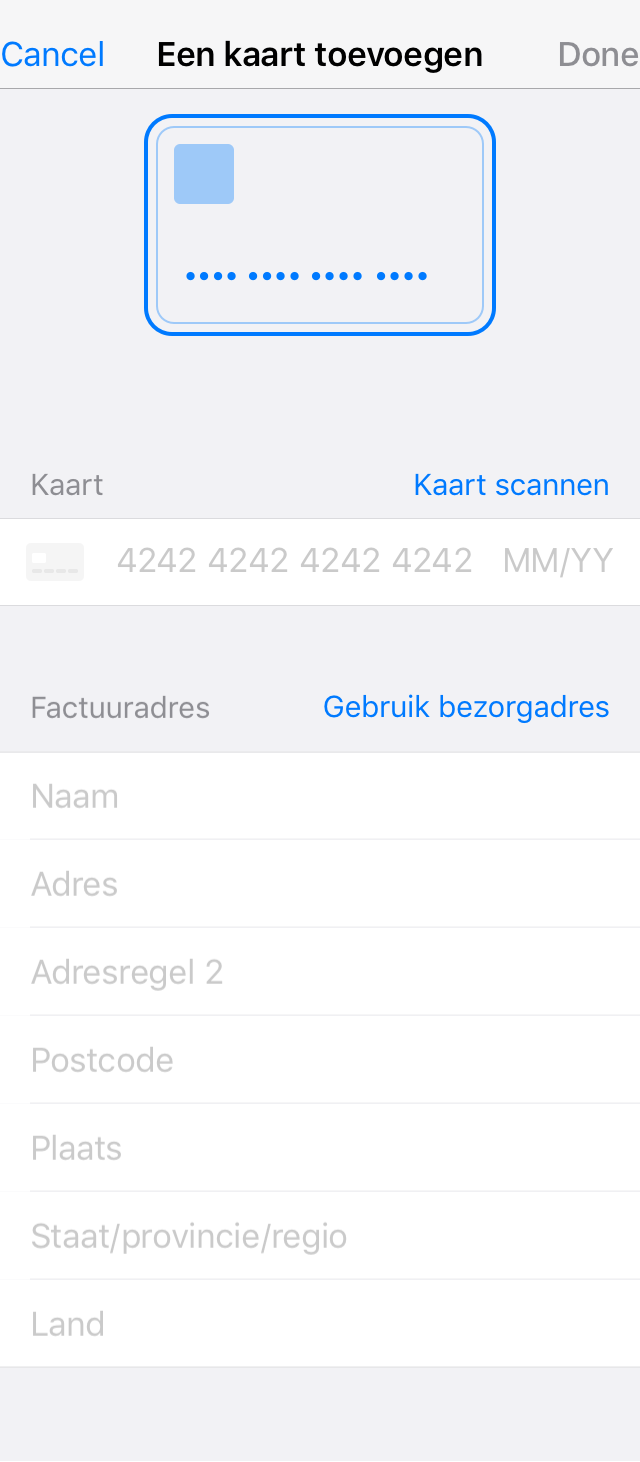 Cancel Een kaart toevoegen Done
•••• •••• •••• ••••
Kaart Kaart scannen
4242 4242 4242 4242 MM/YY
Factuuradres Gebruik bezorgadres
Naam
Adres
Adresregel 2
Postcode
Plaats
Staat/provincie/regio
Land